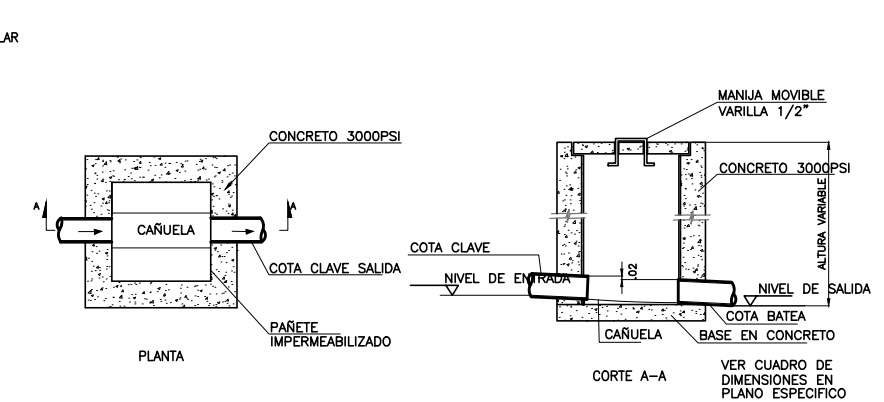 LAR
CONCRETO 3000PSI
A
A
CAÑUELA
COTA CLAVE SALIDA
PAÑETE
IMPERMEABILIZADO
PLANTA
MANIJA MOVIBLE
VARILLA 1/2"
CONCRETO 3000PSI
ALTURA VARIABLE
COTA CLAVE
.02
NIVEL DE ENTRADA
NIVEL DE SALIDA
COTA BATEA
CAÑUELA
BASE EN CONCRETO
CORTE A-A
VER CUADRO DE
DIMENSIONES EN
PLANO ESPECIFICO